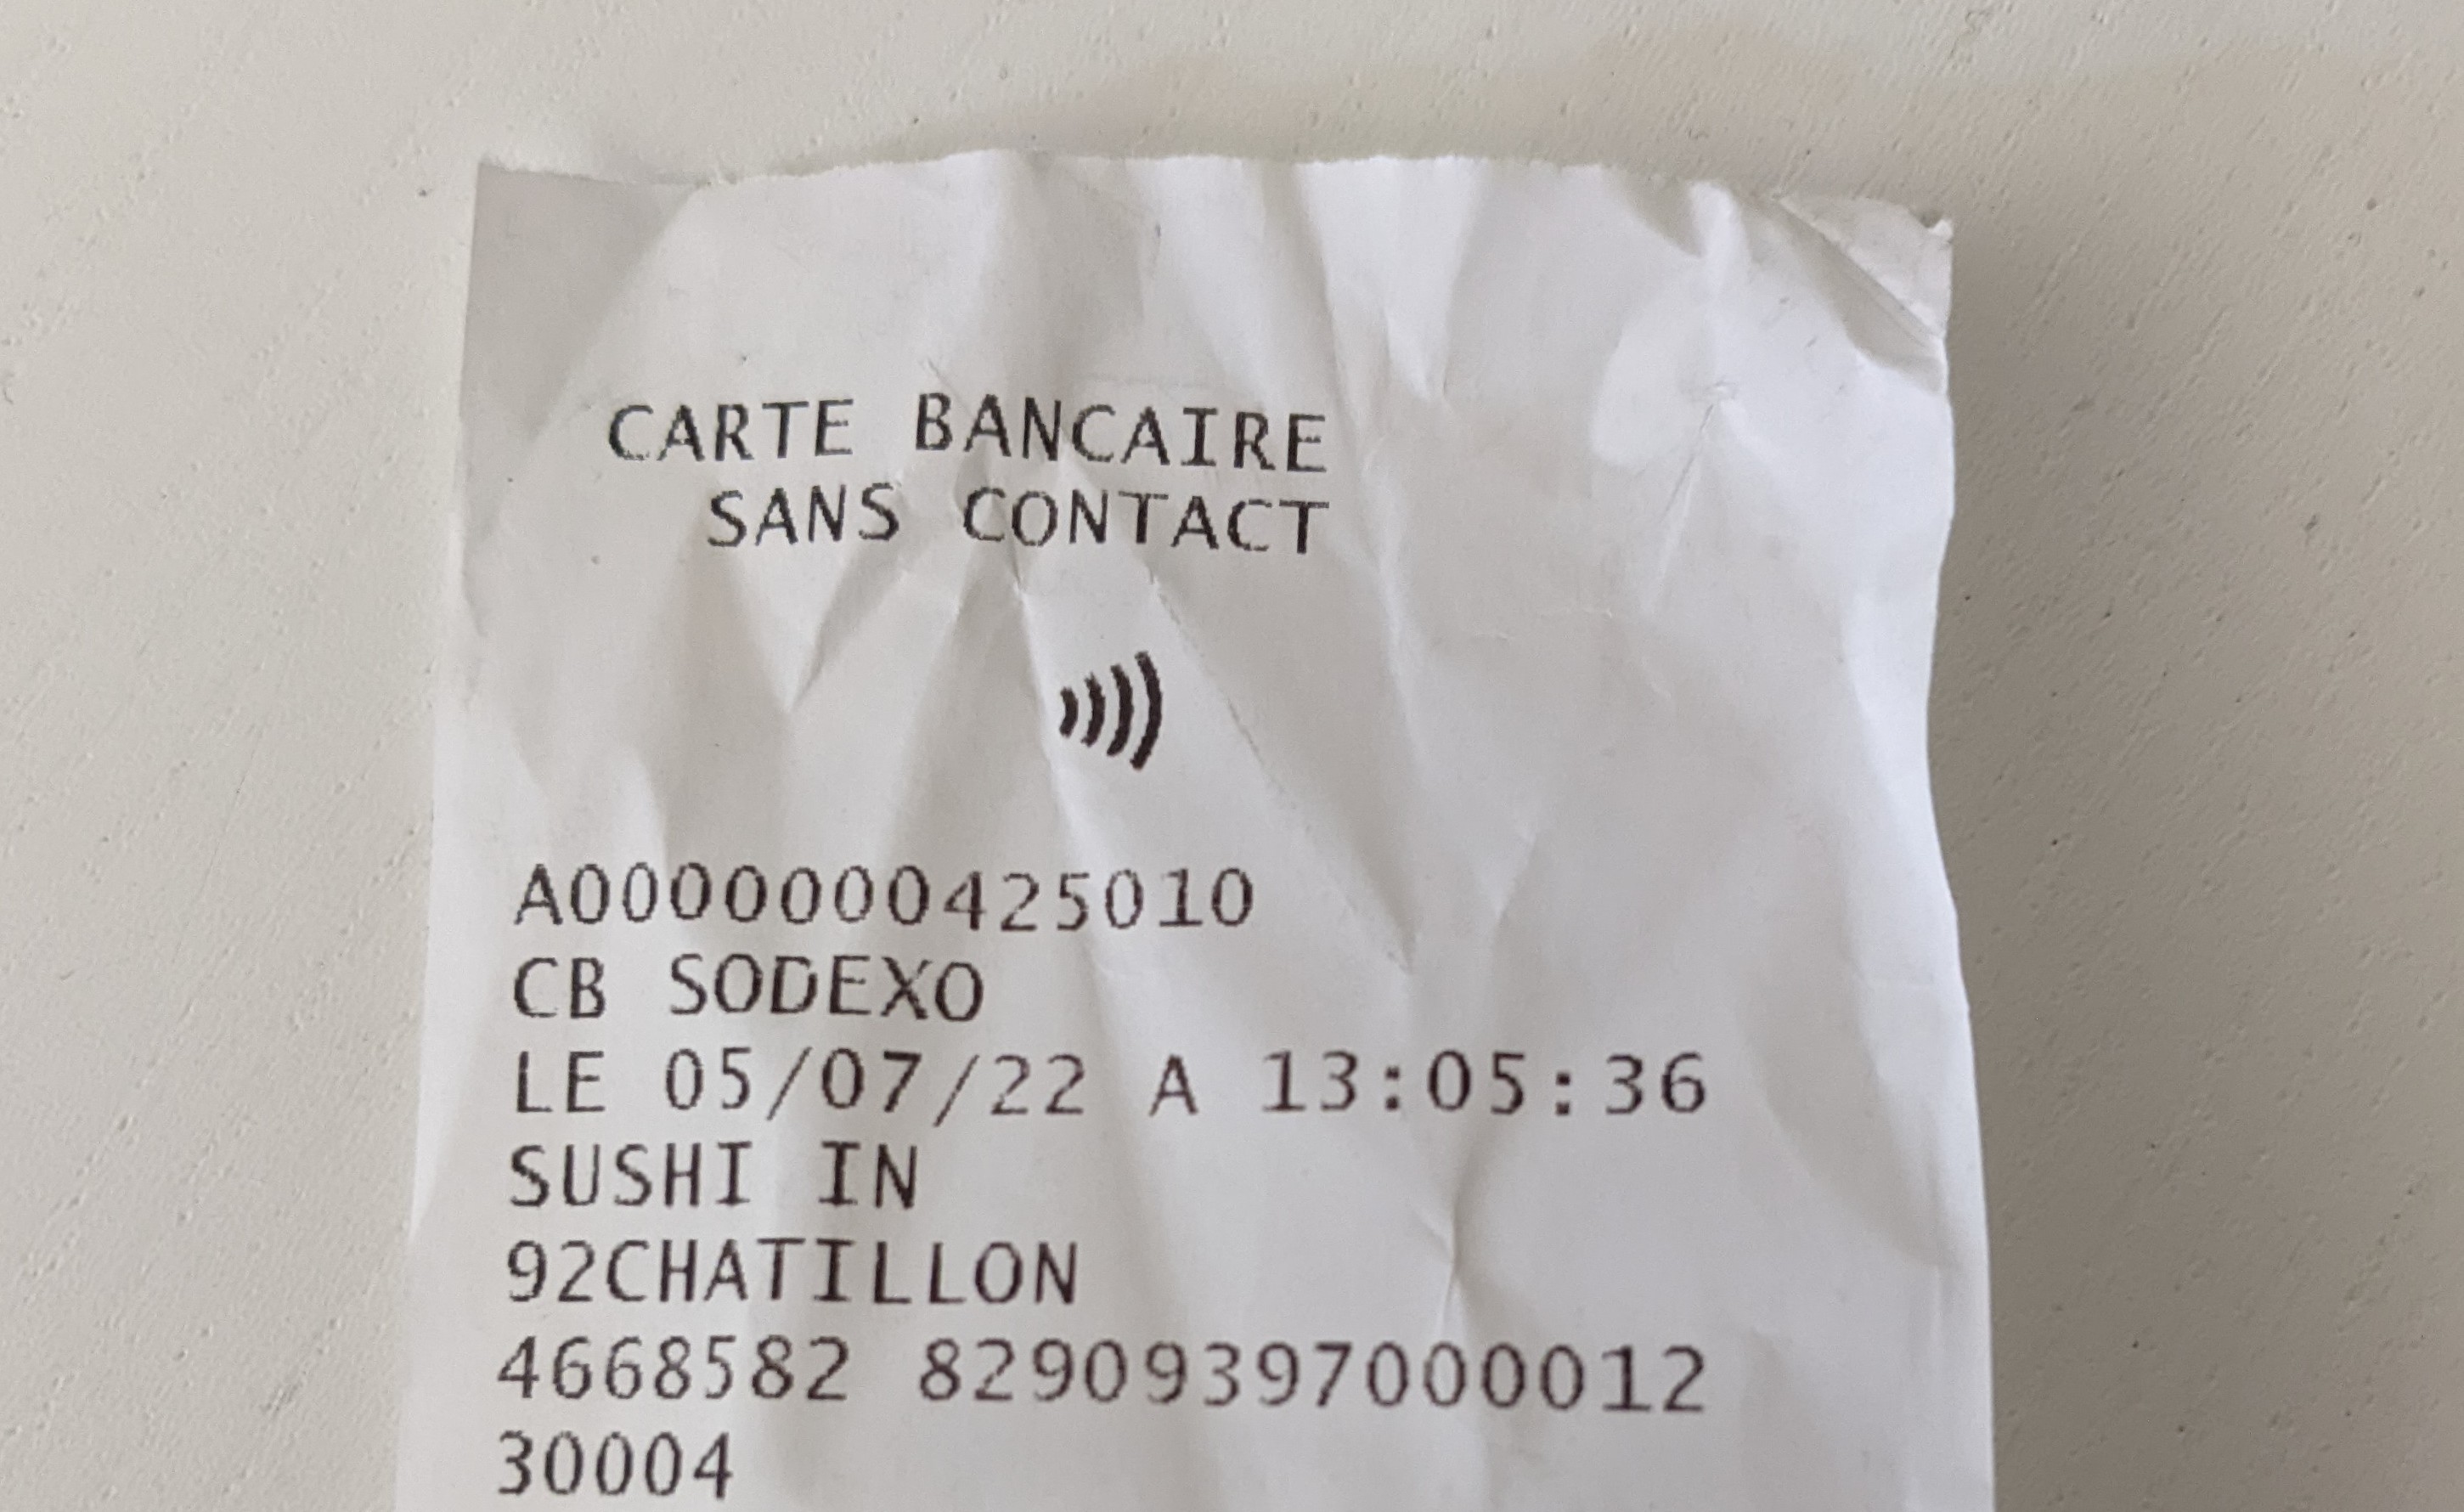 CARTE BANCAIRE
SANS CONTACT
A0000000425010
CB SODEXO
LE 05/07/22 A 13:05:36
SUSHI IN
92CHATILLON
4668582 82909397000012
30004